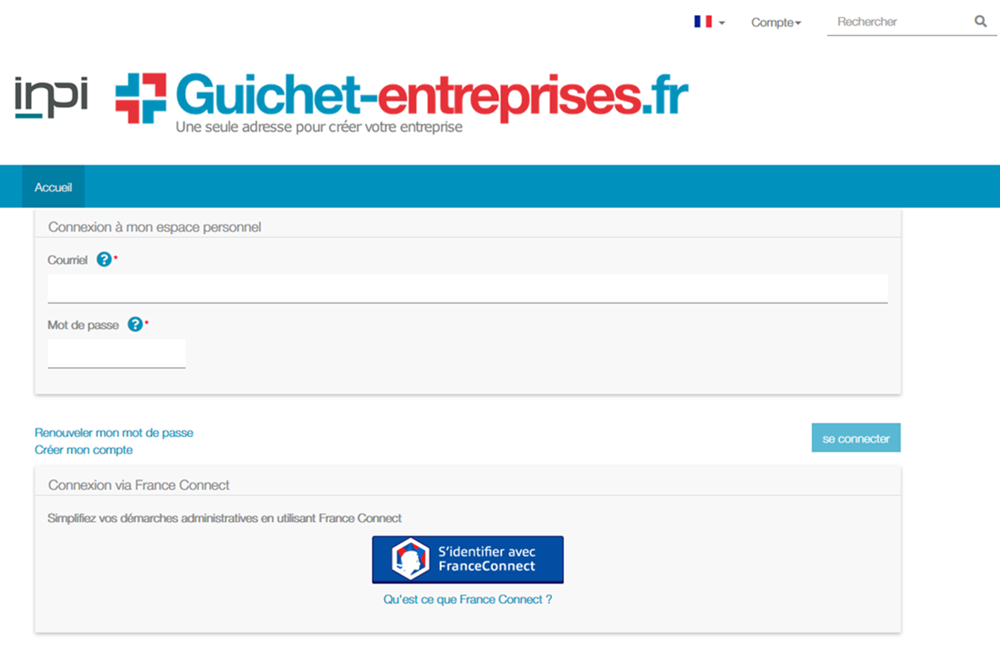 Compte
Rechercher
inpi
Guichet-entreprises.fr
Une seule adresse pour créer votre entreprise
Accueil
Connexion à mon espace personnel
Courriel ? *
Mot de passe ? *
Renouveler mon mot de passe
Créer mon compte
se connecter
Connexion via France Connect
Simplifiez vos démarches administratives en utilisant France Connect
S'identifier avec
FranceConnect
Qu'est ce que France Connect ?